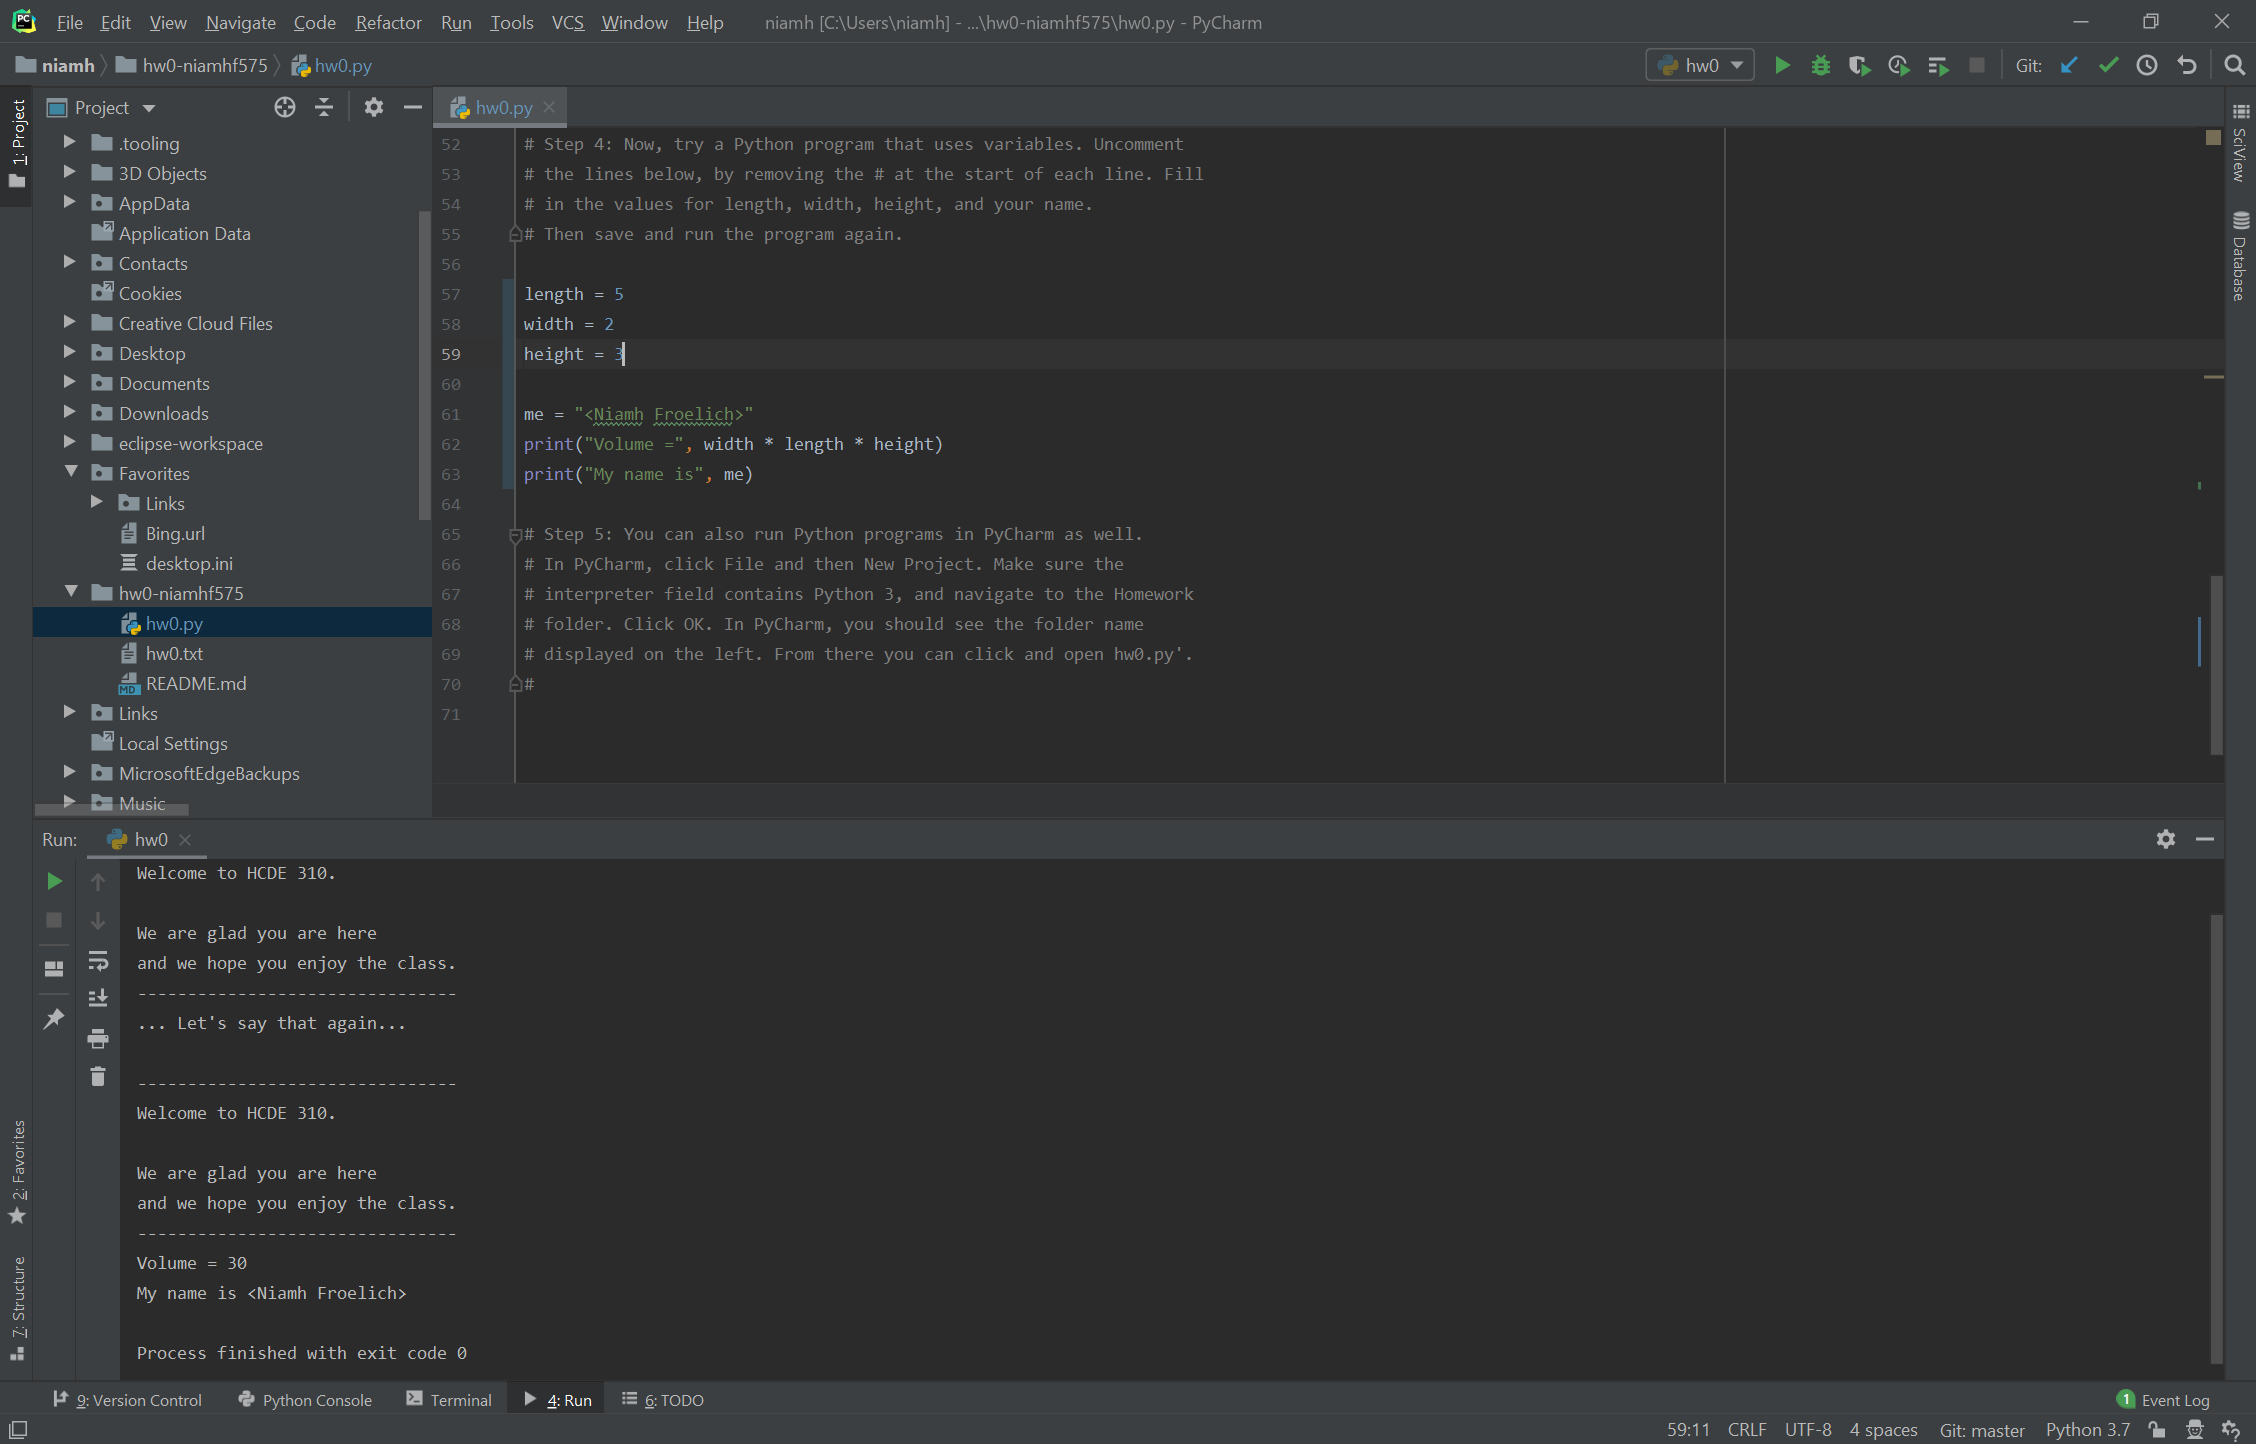 File Edit View Navigate Code Refactor Run Tools VCS Window Help niamh [C:\Users\niamh] - ...\hw0-niamhf575\hw0.py - PyCharm
niamh hw0-niamhf575 hw0.py hw0 Git:
1: Project
Project
.tooling
3D Objects
AppData
Application Data
Contacts
Cookies
Creative Cloud Files
Desktop
Documents
Downloads
eclipse-workspace
Favorites
Links
Bing.url
desktop.ini
hw0-niamhf575
hw0.py
hw0.txt
README.md
Links
Local Settings
MicrosoftEdgeBackups
Music
hw0.py
52 # Step 4: Now, try a Python program that uses variables. Uncomment
53 # the lines below, by removing the # at the start of each line. Fill
54 # in the values for length, width, height, and your name.
55 # Then save and run the program again.
56
57 length = 5
58 width = 2
59 height = 3
60
61 me = "<Niamh Froelich>"
62 print("Volume =", width * length * height)
63 print("My name is", me)
64
65 # Step 5: You can also run Python programs in PyCharm as well.
66 # In PyCharm, click File and then New Project. Make sure the
67 # interpreter field contains Python 3, and navigate to the Homework
68 # folder. Click OK. In PyCharm, you should see the folder name
69 # displayed on the left. From there you can click and open hw0.py'.
70 #
71
SciView
Database
Run: hw0
Welcome to HCDE 310.
We are glad you are here
and we hope you enjoy the class.
--------------------------------
... Let's say that again...
--------------------------------
Welcome to HCDE 310.
We are glad you are here
and we hope you enjoy the class.
--------------------------------
Volume = 30
My name is <Niamh Froelich>
Process finished with exit code 0
2: Favorites
7: Structure
9: Version Control Python Console Terminal 4: Run 6: TODO 1 Event Log
59:11 CRLF UTF-8 4 spaces Git: master Python 3.7